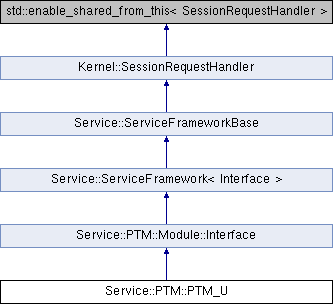 std::enable_shared_from_this< SessionRequestHandler >
Kernel::SessionRequestHandler
Service::ServiceFrameworkBase
Service::ServiceFramework< Interface >
Service::PTM::Module::Interface
Service::PTM::PTM_U